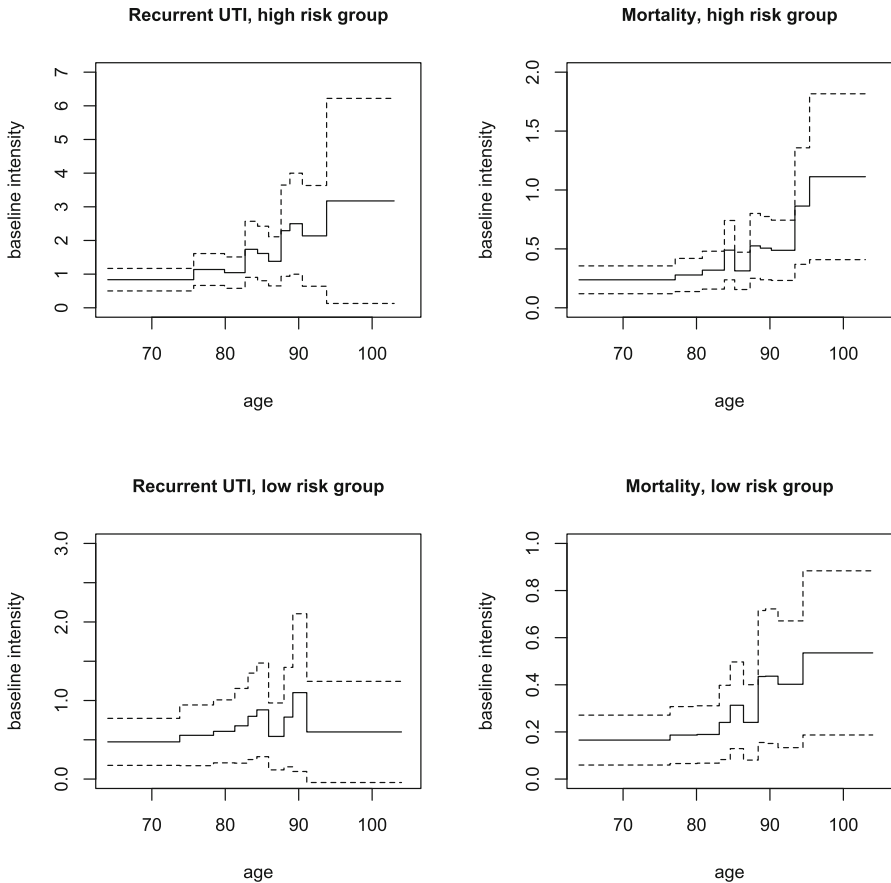 Recurrent UTI, high risk group
baseline intensity
7
6
5
4
3
2
1
0
70 80 90 100
age
Mortality, high risk group
baseline intensity
2.0
1.5
1.0
0.5
0.0
70 80 90 100
age
Recurrent UTI, low risk group
baseline intensity
3.0
2.0
1.0
0.0
70 80 90 100
age
Mortality, low risk group
baseline intensity
1.0
0.8
0.6
0.4
0.2
0.0
70 80 90 100
age